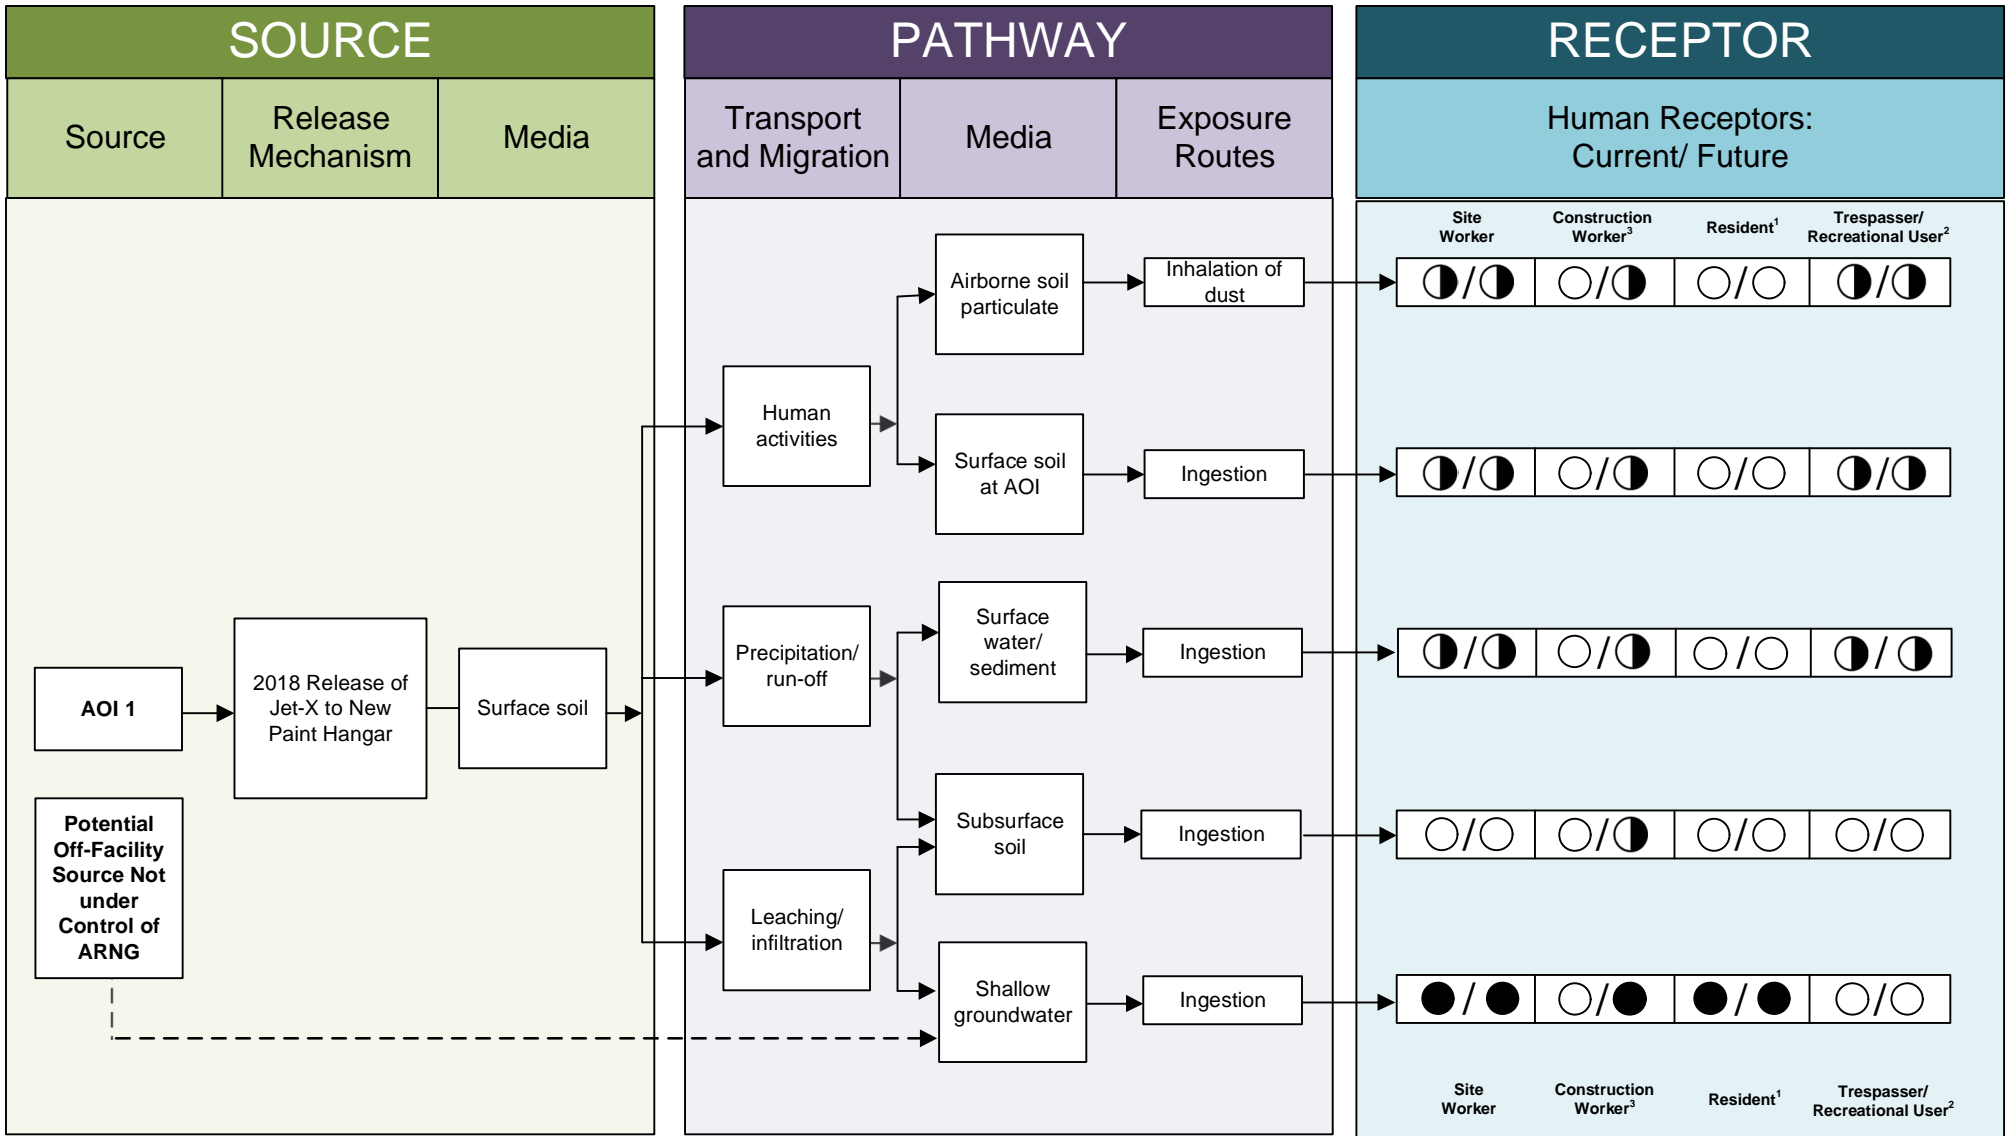 SOURCE
PATHWAY
RECEPTOR
Source
Release
Mechanism
Media
Transport
and Migration
Media
Exposure
Routes
Human Receptors:
Current/ Future
Site
Worker
Construction
Worker³
Resident¹
Trespasser/
Recreational User²
Airborne soil
particulate
Inhalation of
dust
/
/
/
/
Human
activities
Surface soil
at AOI
Ingestion
/
/
/
/
Precipitation/
run-off
Surface
water/
sediment
Ingestion
/
/
/
/
AOI 1
2018 Release of
Jet-X to New
Paint Hangar
Surface soil
Potential
Off-Facility
Source Not
under
Control of
ARNG
Subsurface
soil
Ingestion
/
/
/
/
Leaching/
infiltration
Shallow
groundwater
Ingestion
/
/
/
/
Site
Worker
Construction
Worker³
Resident¹
Trespasser/
Recreational User²